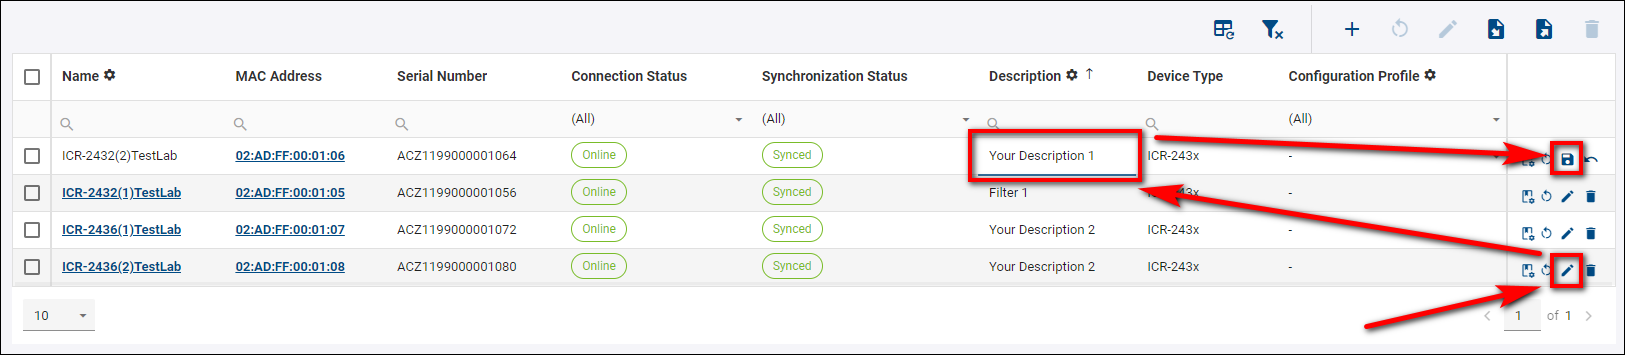 Name MAC Address Serial Number Connection Status Synchronization Status Description Device Type Configuration Profile
(All) (All) (All)
ICR-2432(2)TestLab 02:AD:FF:00:01:06 ACZ1199000001064 Online Synced Your Description 1 ICR-243x -
ICR-2432(1)TestLab 02:AD:FF:00:01:05 ACZ1199000001056 Online Synced Filter 1 -
ICR-2436(1)TestLab 02:AD:FF:00:01:07 ACZ1199000001072 Online Synced Your Description 2 ICR-243x -
ICR-2436(2)TestLab 02:AD:FF:00:01:08 ACZ1199000001080 Online Synced Your Description 2 ICR-243x -
10 1 of 1